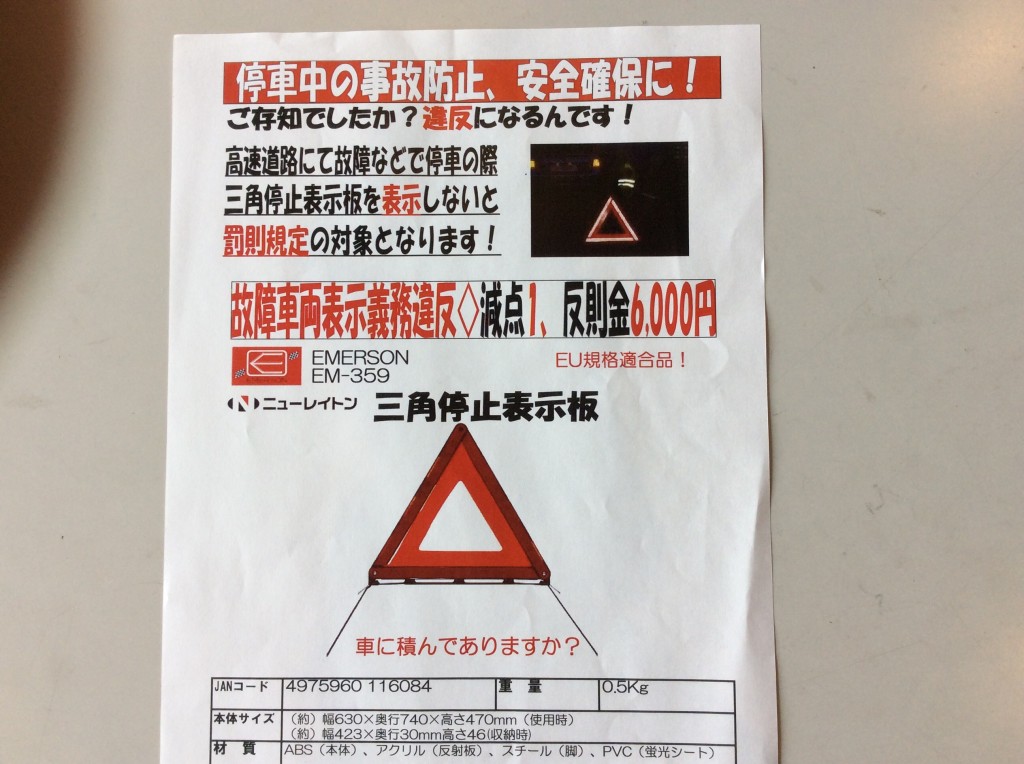 停車中の事故防止、安全確保に！
ご存知でしたか？違反になるんです！
高速道路にて故障などで停車の際
三角停止表示板を表示しないと
罰則規定の対象となります！
故障車両表示義務違反◇減点1、反則金6,000円
EMERSON
EMERSON
EM-359
EU規格適合品！
N ニューレイトン 三角停止表示板
車に積んでありますか？
JANコード 4975960 116084 重量 0.5Kg
本体サイズ （約）幅630×奥行740×高さ470mm（使用時）
（約）幅423×奥行30mm高さ46(収納時)
材質 ABS（本体）、アクリル（反射板）、スチール（脚）、PVC（蛍光シート）